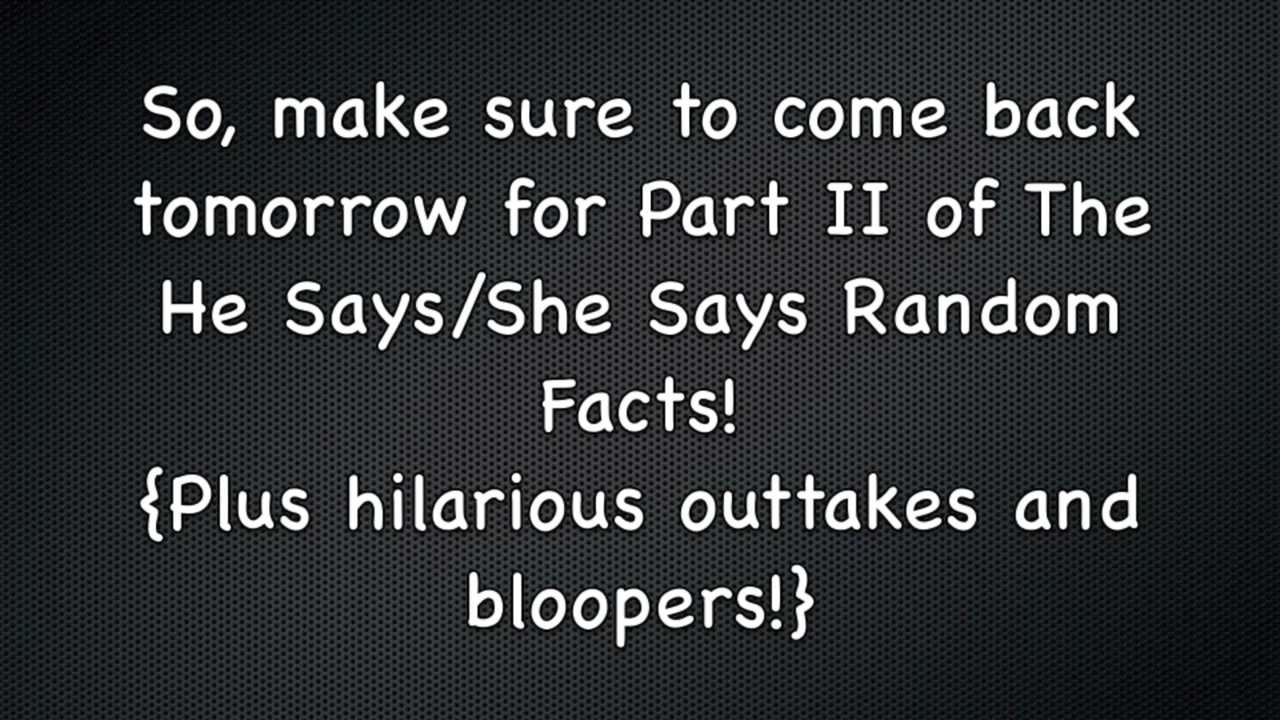 So, make sure to come back
tomorrow for Part II of The
He Says/She Says Random
Facts!
{Plus hilarious outtakes and
bloopers!}